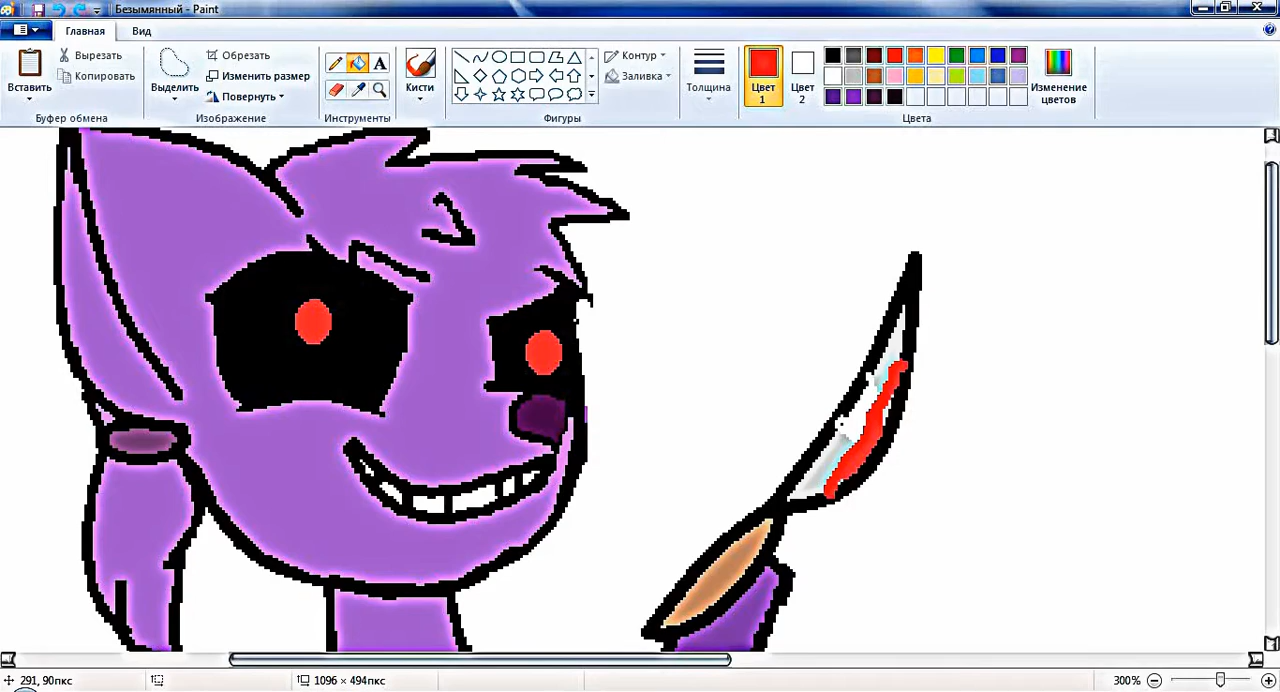 Безымянный - Paint
Главная
Вид
Вставить
Вырезать
Копировать
Буфер обмена
Выделить
Обрезать
Изменить размер
Повернуть
Изображение
A
Инструменты
Кисти
Контур
Заливка
Фигуры
Толщина
Цвет
1
Цвет
2
Изменение
цветов
Цвета
291, 90пкс
1096 × 494пкс
300%